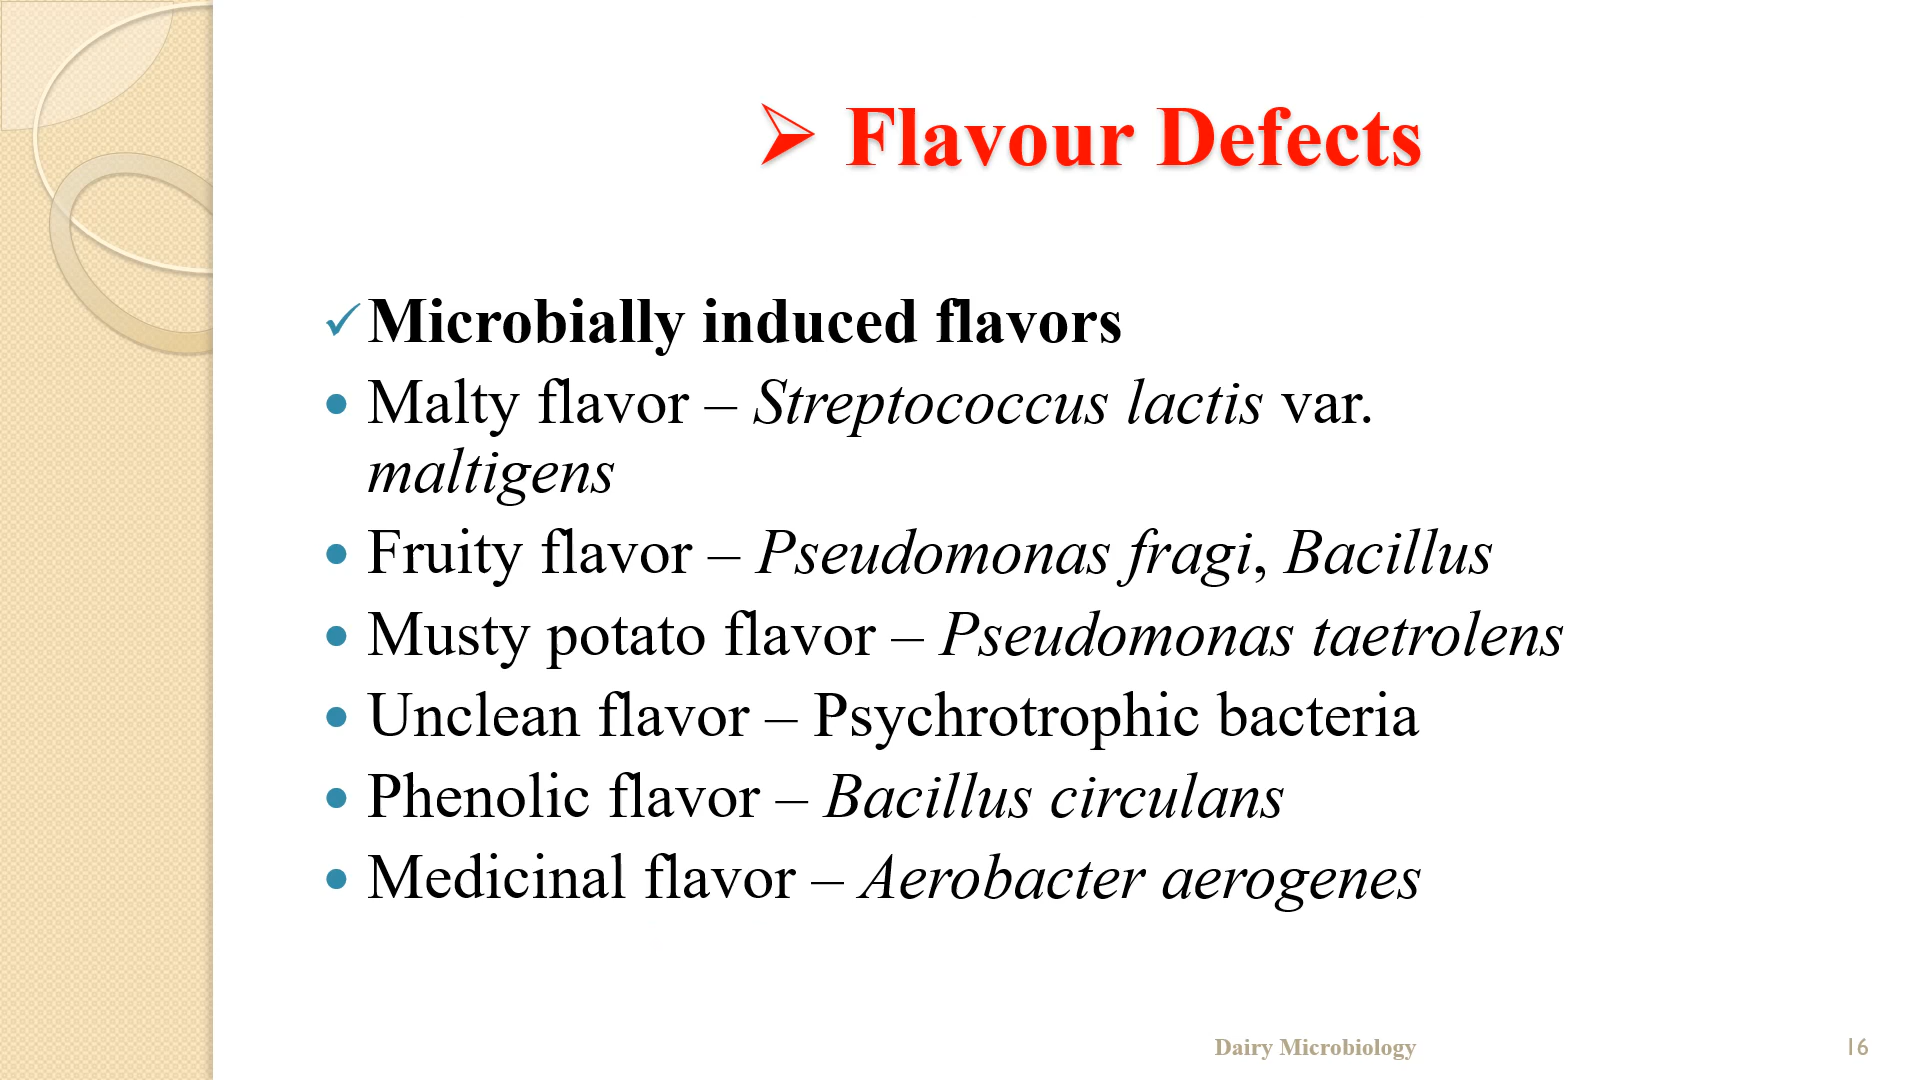 ➢ Flavour Defects
✓Microbially induced flavors
• Malty flavor – Streptococcus lactis var.
maltigens
• Fruity flavor – Pseudomonas fragi, Bacillus
• Musty potato flavor – Pseudomonas taetrolens
• Unclean flavor – Psychrotrophic bacteria
• Phenolic flavor – Bacillus circulans
• Medicinal flavor – Aerobacter aerogenes
Dairy Microbiology
16